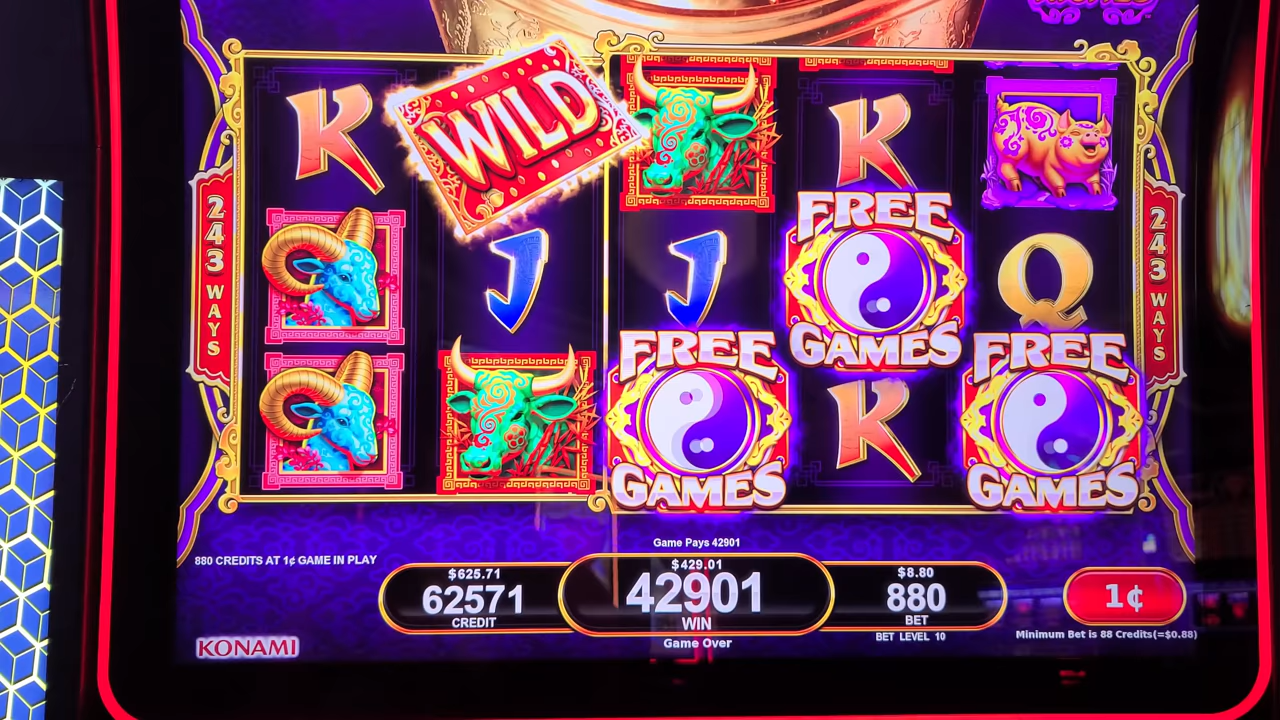 K
WILD
K
243 WAYS
FREE
GAMES
J
J
Q
243 WAYS
FREE
GAMES
K
FREE
GAMES
Game Pays 42901
880 CREDITS AT 1¢ GAME IN PLAY
$625.71
62571
CREDIT
$429.01
42901
WIN
$8.80
880
BET
1¢
Game Over
BET LEVEL 10
Minimum Bet is 88 Credits(=$0.88)
KONAMI